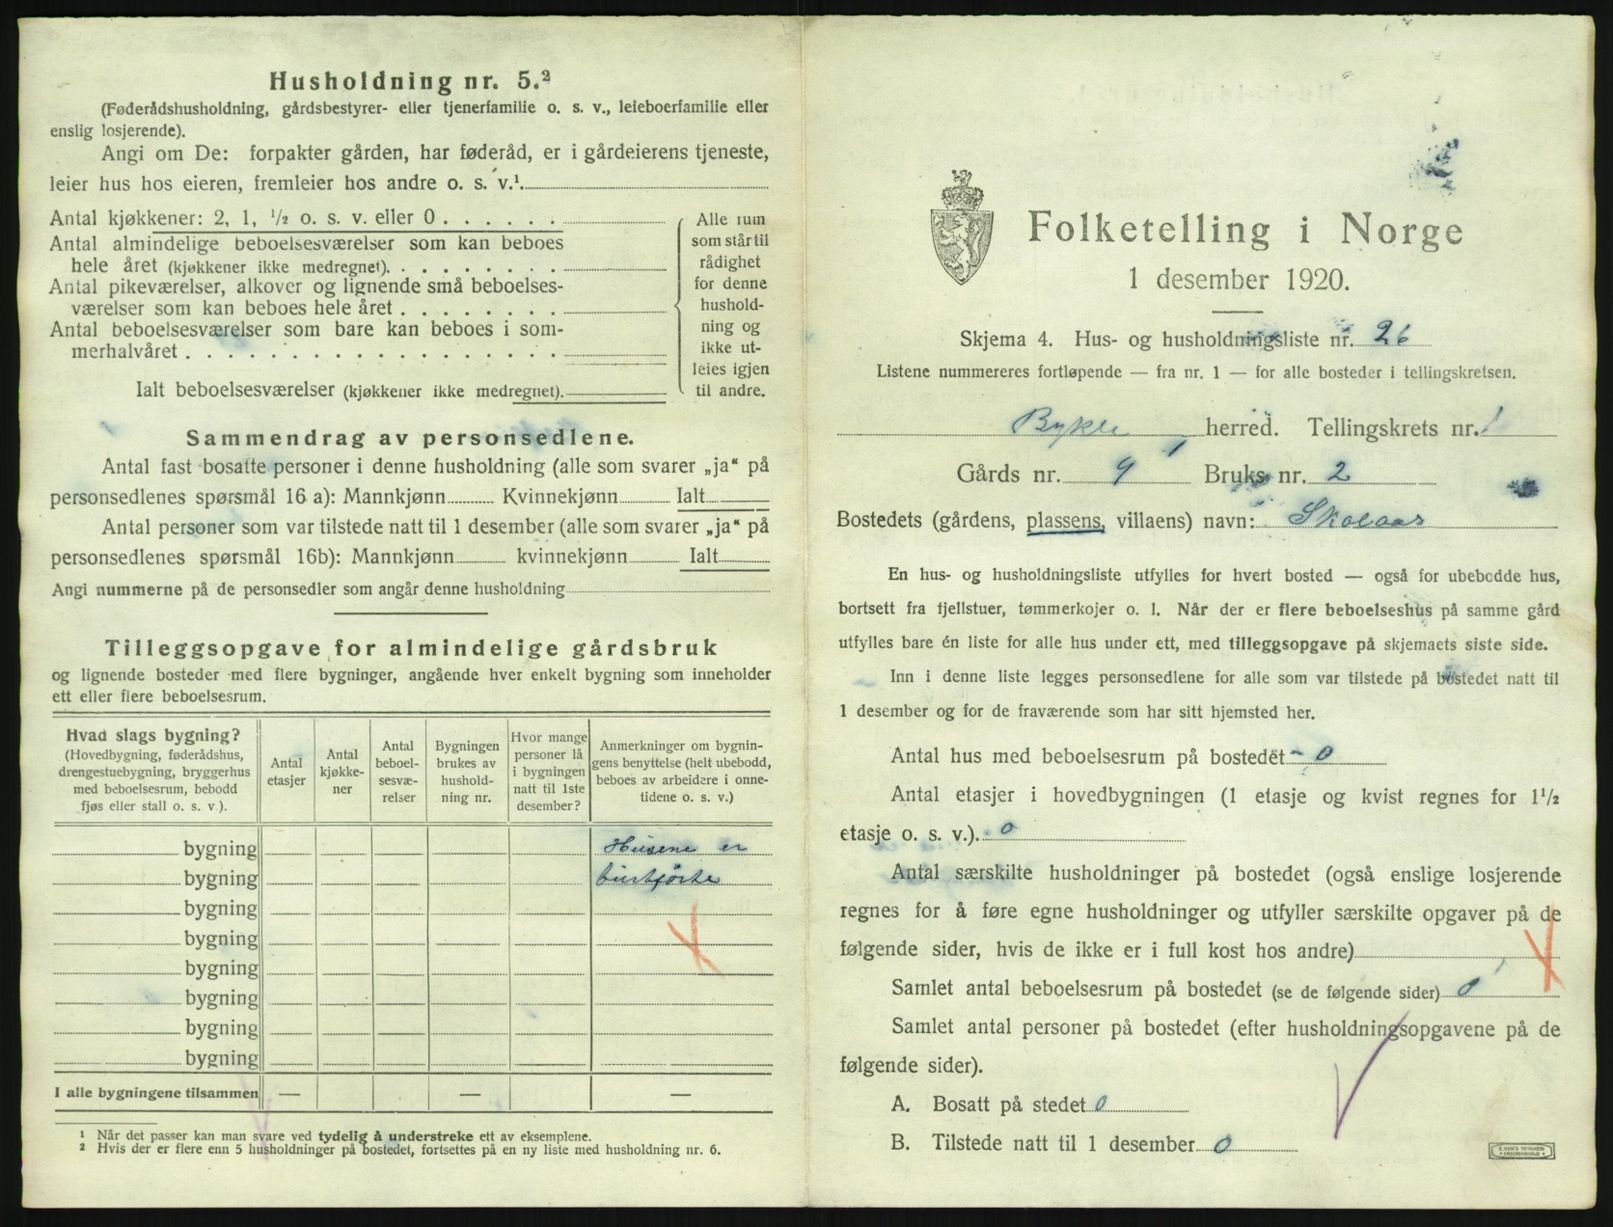 Husholdning nr. 5.²
(Føderådshusholdning, gårdsbestyrer- eller tjenerfamilie o. s. v., leieboerfamilie eller
enslig losjerende).
Angi om De: forpakter gården, har føderåd, er i gårdeierens tjeneste,
leier hus hos eieren, fremleier hos andre o. s. v.¹
Antal kjøkkener: 2, 1, ½ o. s. v. eller 0
Antal almindelige beboelsesværelser som kan beboes
hele året (kjøkkener ikke medregnet).
Antal pikeværelser, alkover og lignende små beboelses-
værelser som kan beboes hele året
Antal beboelsesværelser som bare kan beboes i som-
merhalvåret
Ialt beboelsesværelser (kjøkkener ikke medregnet).
Alle rum
som står til
rådighet
for denne
hushold-
ning og
ikke ut-
leies igjen
til andre.
Sammendrag av personsedlene.
Antal fast bosatte personer i denne husholdning (alle som svarer „ja“ på
personsedlenes spørsmål 16 a): Mannkjønn Kvinnekjønn Ialt
Antal personer som var tilstede natt til 1 desember (alle som svarer „ja“ på
personsedlenes spørsmål 16b): Mannkjønn kvinnekjønn Ialt
Angi nummerne på de personsedler som angår denne husholdning
Tilleggsopgave for almindelige gårdsbruk
og lignende bosteder med flere bygninger, angående hver enkelt bygning som inneholder
ett eller flere beboelsesrum.
Hvad slags bygning?
(Hovedbygning, føderådshus,
drengestuebygning, bryggerhus
med beboelsesrum, bebodd
fjøs eller stall o. s. v.).
Antal
etasjer
Antal
kjøkke-
ner
Antal
beboel-
sesvæ-
relser
Bygningen
brukes av
hushold-
ning nr.
Hvor mange
personer lå
i bygningen
natt til 1ste
desember?
Anmerkninger om bygnin-
gens benyttelse (helt ubebodd,
beboes av arbeidere i onne-
tidene o. s. v.)
bygning Husene er
bygning burtførte
bygning
bygning
bygning
bygning
bygning
bygning
I alle bygningene tilsammen — — —
¹ Når det passer kan man svare ved tydelig å understreke ett av eksemplene.
² Hvis der er flere enn 5 husholdninger på bostedet, fortsettes på en ny liste med husholdning nr. 6.
Folketelling i Norge
1 desember 1920.
Skjema 4. Hus- og husholdningsliste nr. 26
Listene nummereres fortløpende — fra nr. 1 — for alle bosteder i tellingskretsen.
Bykle herred. Tellingskrets nr. 1
Gårds nr. 9 Bruks nr. 2
Bostedets (gårdens, plassens, villaens) navn: Skolaas
En hus- og husholdningsliste utfylles for hvert bosted — også for ubebodde hus,
bortsett fra fjellstuer, tømmerkojer o. l. Når der er flere beboelseshus på samme gård
utfylles bare én liste for alle hus under ett, med tilleggsopgave på skjemaets siste side.
Inn i denne liste legges personsedlene for alle som var tilstede på bostedet natt til
1 desember og for de fraværende som har sitt hjemsted her.
Antal hus med beboelsesrum på bostedet 0
Antal etasjer i hovedbygningen (1 etasje og kvist regnes for 1½
etasje o. s. v.). 0
Antal særskilte husholdninger på bostedet (også enslige losjerende
regnes for å føre egne husholdninger og utfyller særskilte opgaver på de
følgende sider, hvis de ikke er i full kost hos andre)
Samlet antal beboelsesrum på bostedet (se de følgende sider) 0
Samlet antal personer på bostedet (efter husholdningsopgavene på de
følgende sider).
A. Bosatt på stedet 0
B. Tilstede natt til 1 desember 0